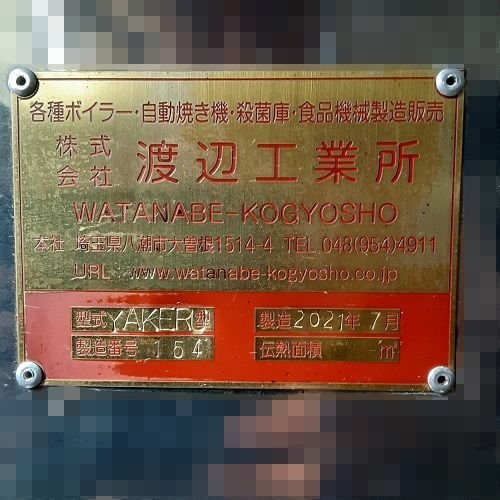 各種ボイラー・自動焼き機・殺菌庫・食品機械製造販売
株式会社 渡辺工業所
WATANABE-KOGYOSHO
本社 埼玉県八潮市大曽根1514-4 TEL 048(954)4911
URL www.watanabe-kogyosho.co.jp
型式 YAKERU型 製造 2021年 7月
製造番号 164 伝熱面積 -m²